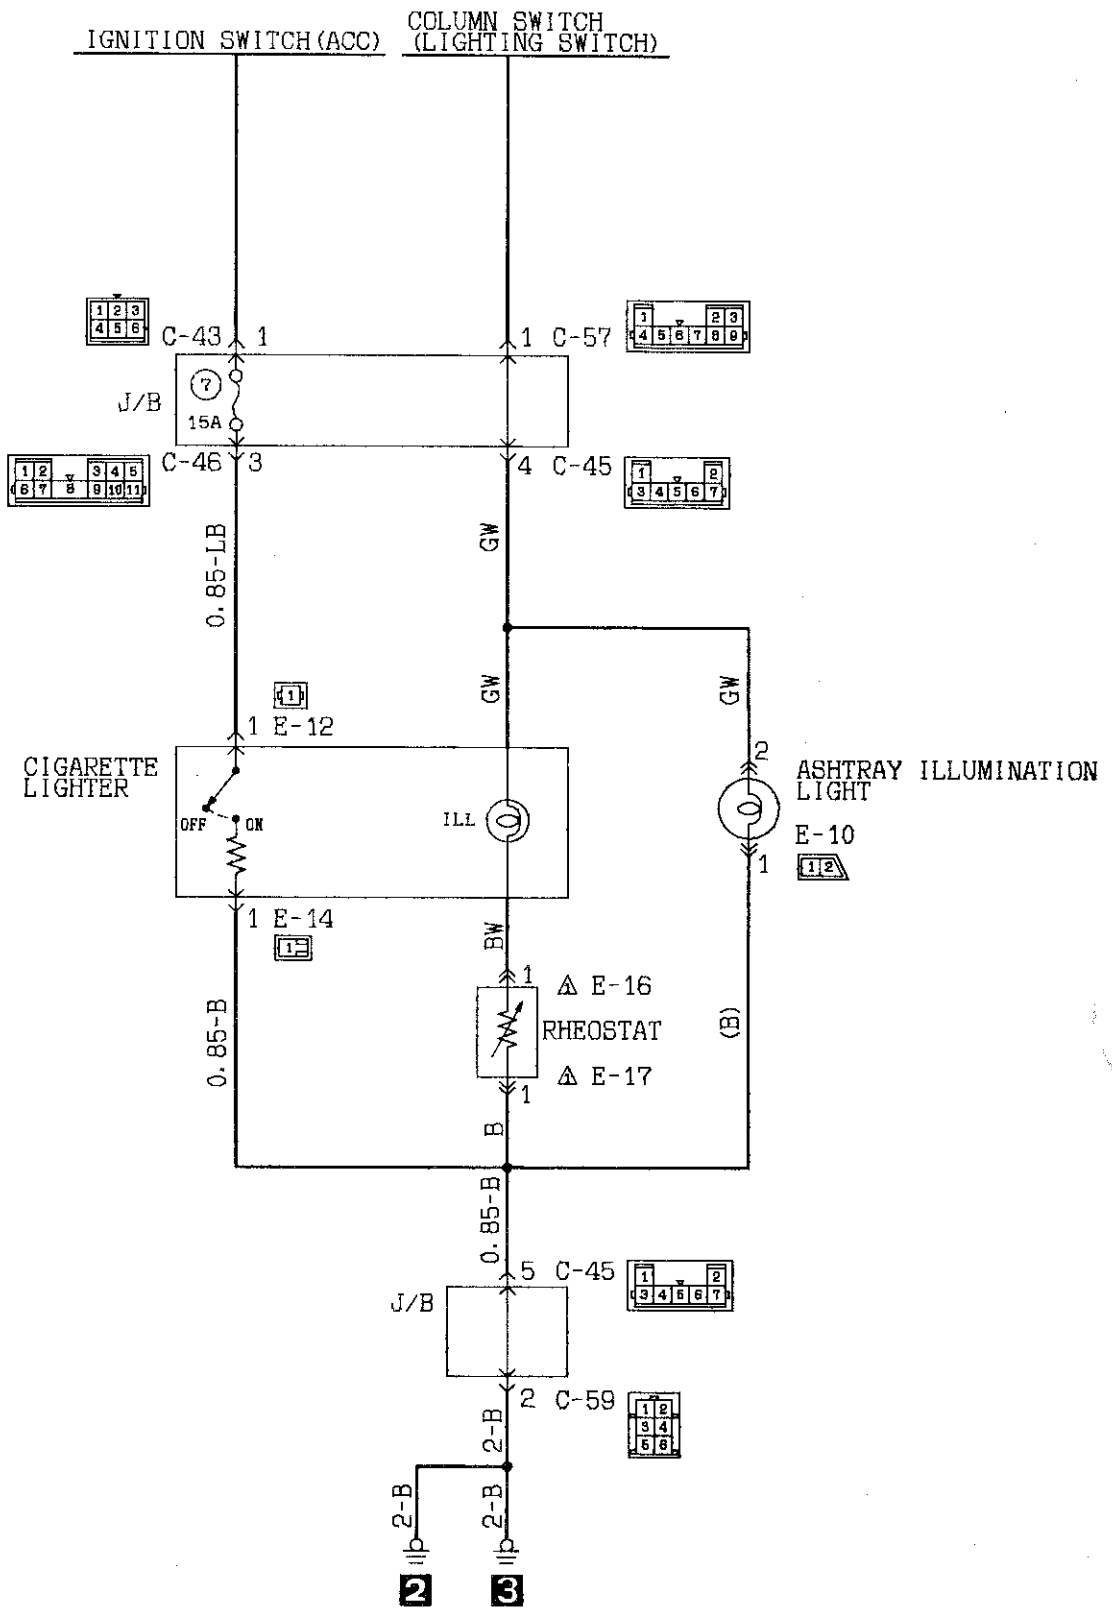 IGNITION SWITCH(ACC)
COLUMN SWITCH
(LIGHTING SWITCH)
1 2 3
4 5 6
C-43 1
1 C-57
1 2 3
4 5 6 7 8 9
J/B
7
15A
C-46 3
1 2 3 4 5
6 7 8 9 10 11
4 C-45
1 2
3 4 5 6 7
0.85-LB
GW
GW
GW
1
1 E-12
CIGARETTE
LIGHTER
OFF ON
ILL
2
ASHTRAY ILLUMINATION
LIGHT
E-10
1
1 2
1 E-14
1
BW
1 E-16
RHEOSTAT
E-17
1
0.85-B
(B)
B
0.85-B
5 C-45
1 2
3 4 5 6 7
J/B
2 C-59
1 2
3 4
5 6
2-B
2-B
2-B
2
3